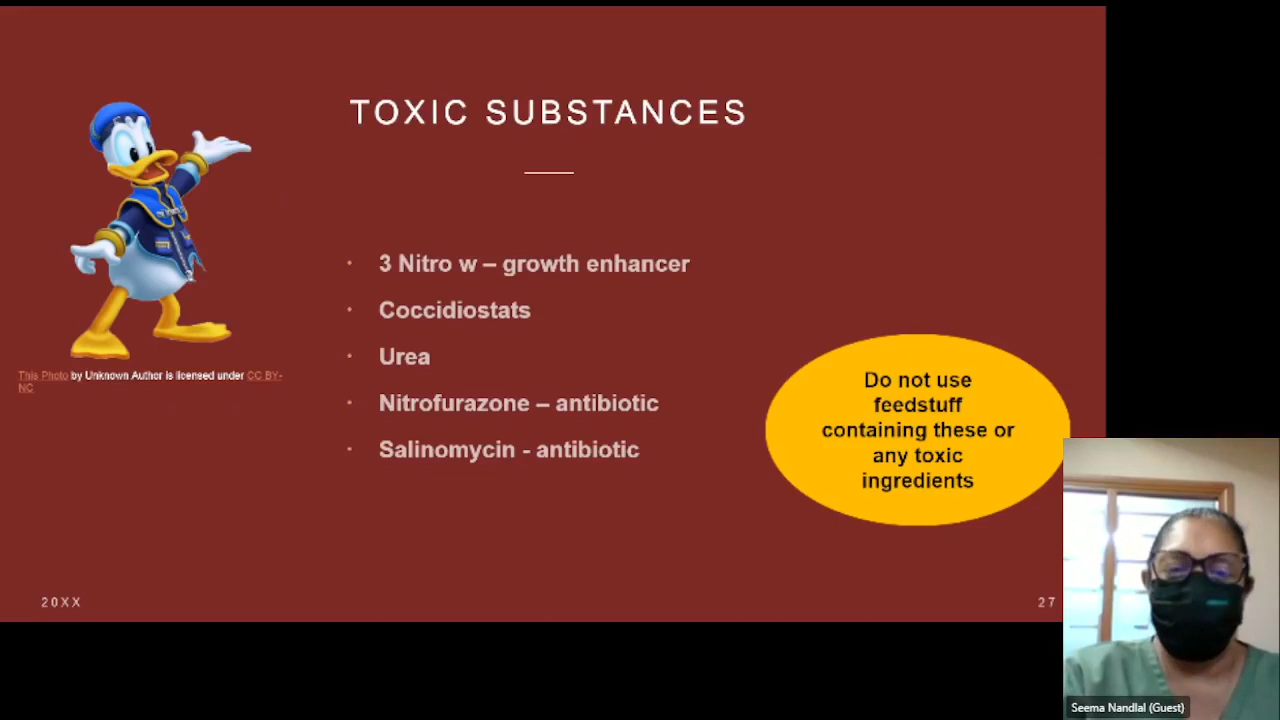 TOXIC SUBSTANCES
• 3 Nitro w – growth enhancer
• Coccidiostats
• Urea
• Nitrofurazone – antibiotic
• Salinomycin - antibiotic
This Photo by Unknown Author is licensed under CC BY-
NC
Do not use
feedstuff
containing these or
any toxic
ingredients
20XX
27
Seema Nandlal (Guest)